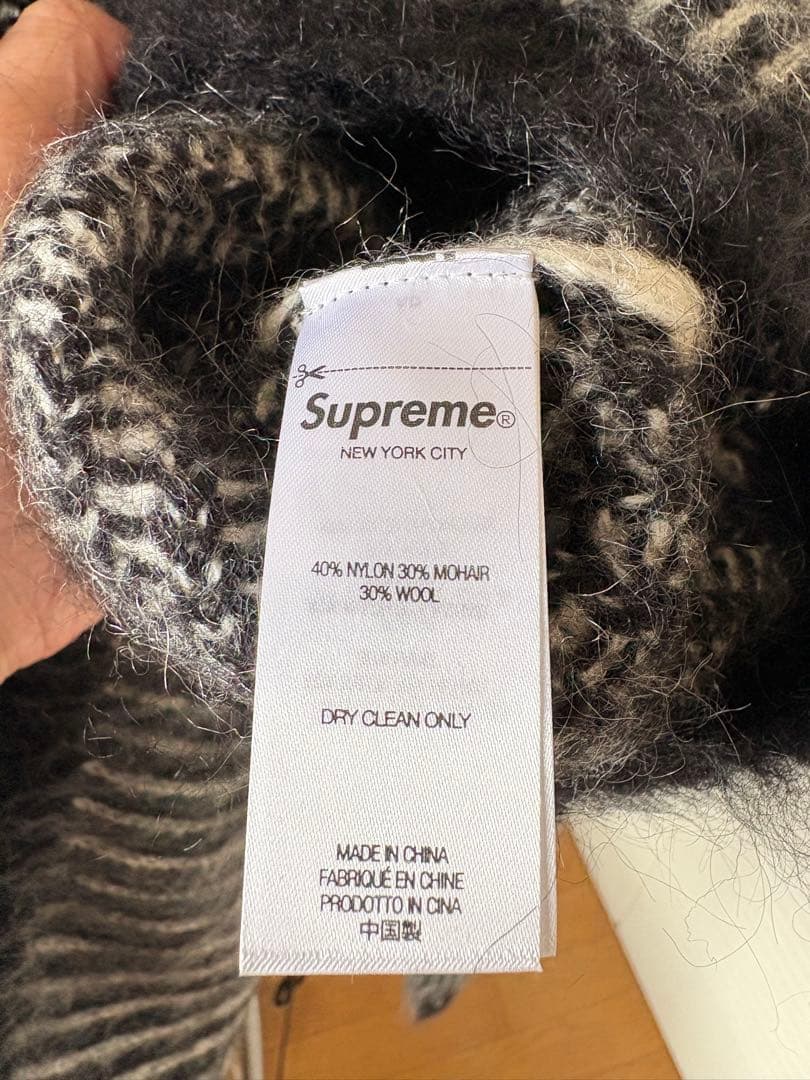 Supreme®
NEW YORK CITY
40% NYLON 30% MOHAIR
30% WOOL
DRY CLEAN ONLY
MADE IN CHINA
FABRIQUÉ EN CHINE
PRODOTTO IN CINA
中国製